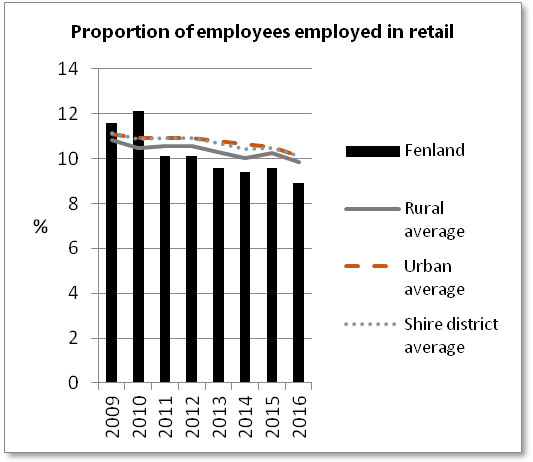 Proportion of employees employed in retail
14
12
10
8
6
4
2
0
%
2009
2010
2011
2012
2013
2014
2015
2016
Fenland
Rural
average
Urban
average
Shire district
average